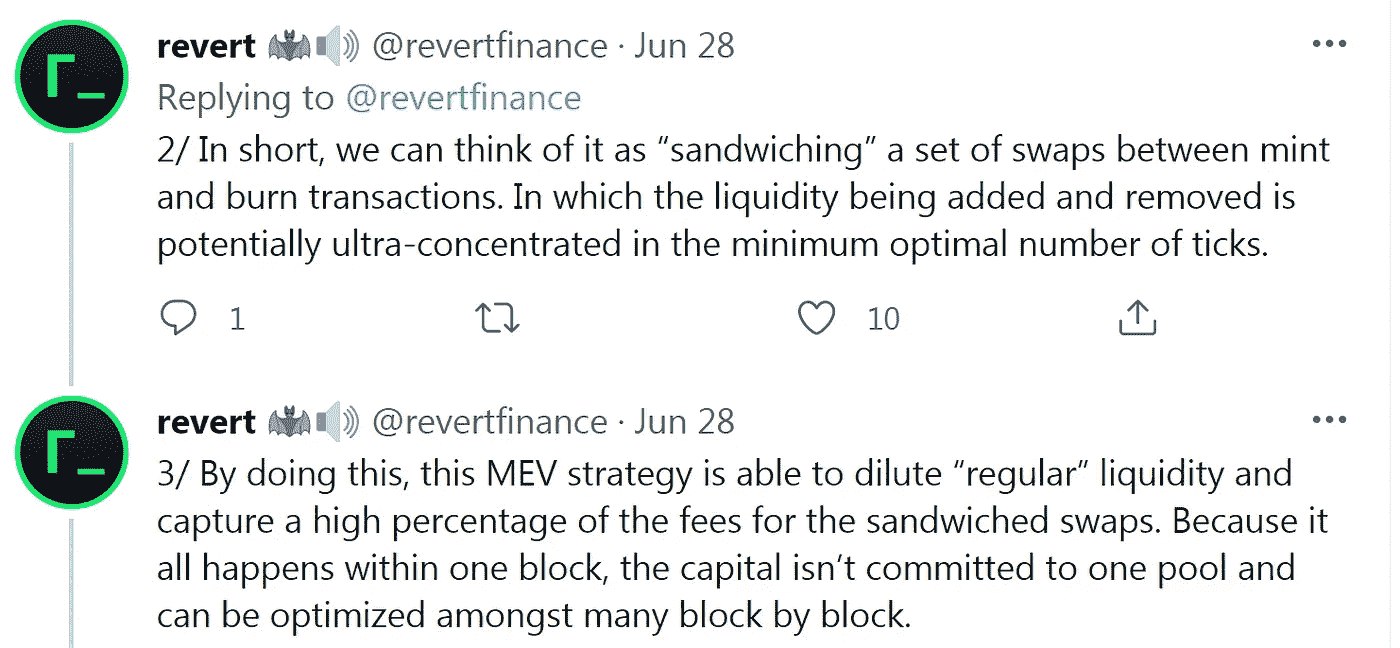 revert 🦇🔊 @revertfinance · Jun 28
Replying to @revertfinance
2/ In short, we can think of it as “sandwiching” a set of swaps between mint
and burn transactions. In which the liquidity being added and removed is
potentially ultra-concentrated in the minimum optimal number of ticks.
1 10
revert 🦇🔊 @revertfinance · Jun 28
3/ By doing this, this MEV strategy is able to dilute “regular” liquidity and
capture a high percentage of the fees for the sandwiched swaps. Because it
all happens within one block, the capital isn’t committed to one pool and
can be optimized amongst many block by block.